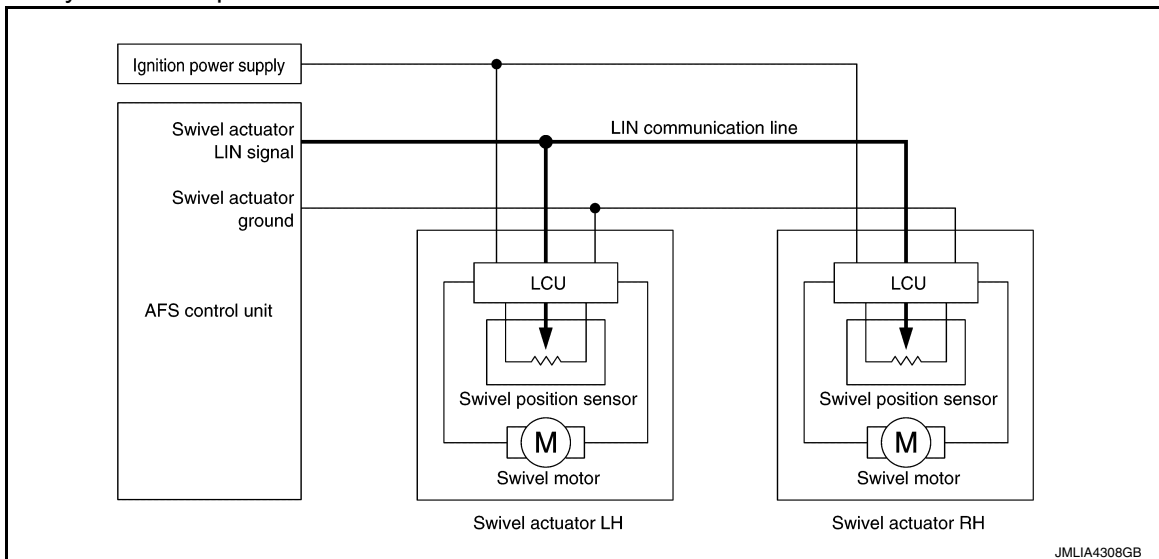 Ignition power supply
Swivel actuator
LIN signal
LIN communication line
Swivel actuator
ground
AFS control unit
LCU
LCU
Swivel position sensor
Swivel position sensor
M
M
Swivel motor
Swivel motor
Swivel actuator LH
Swivel actuator RH
JMLIA4308GB